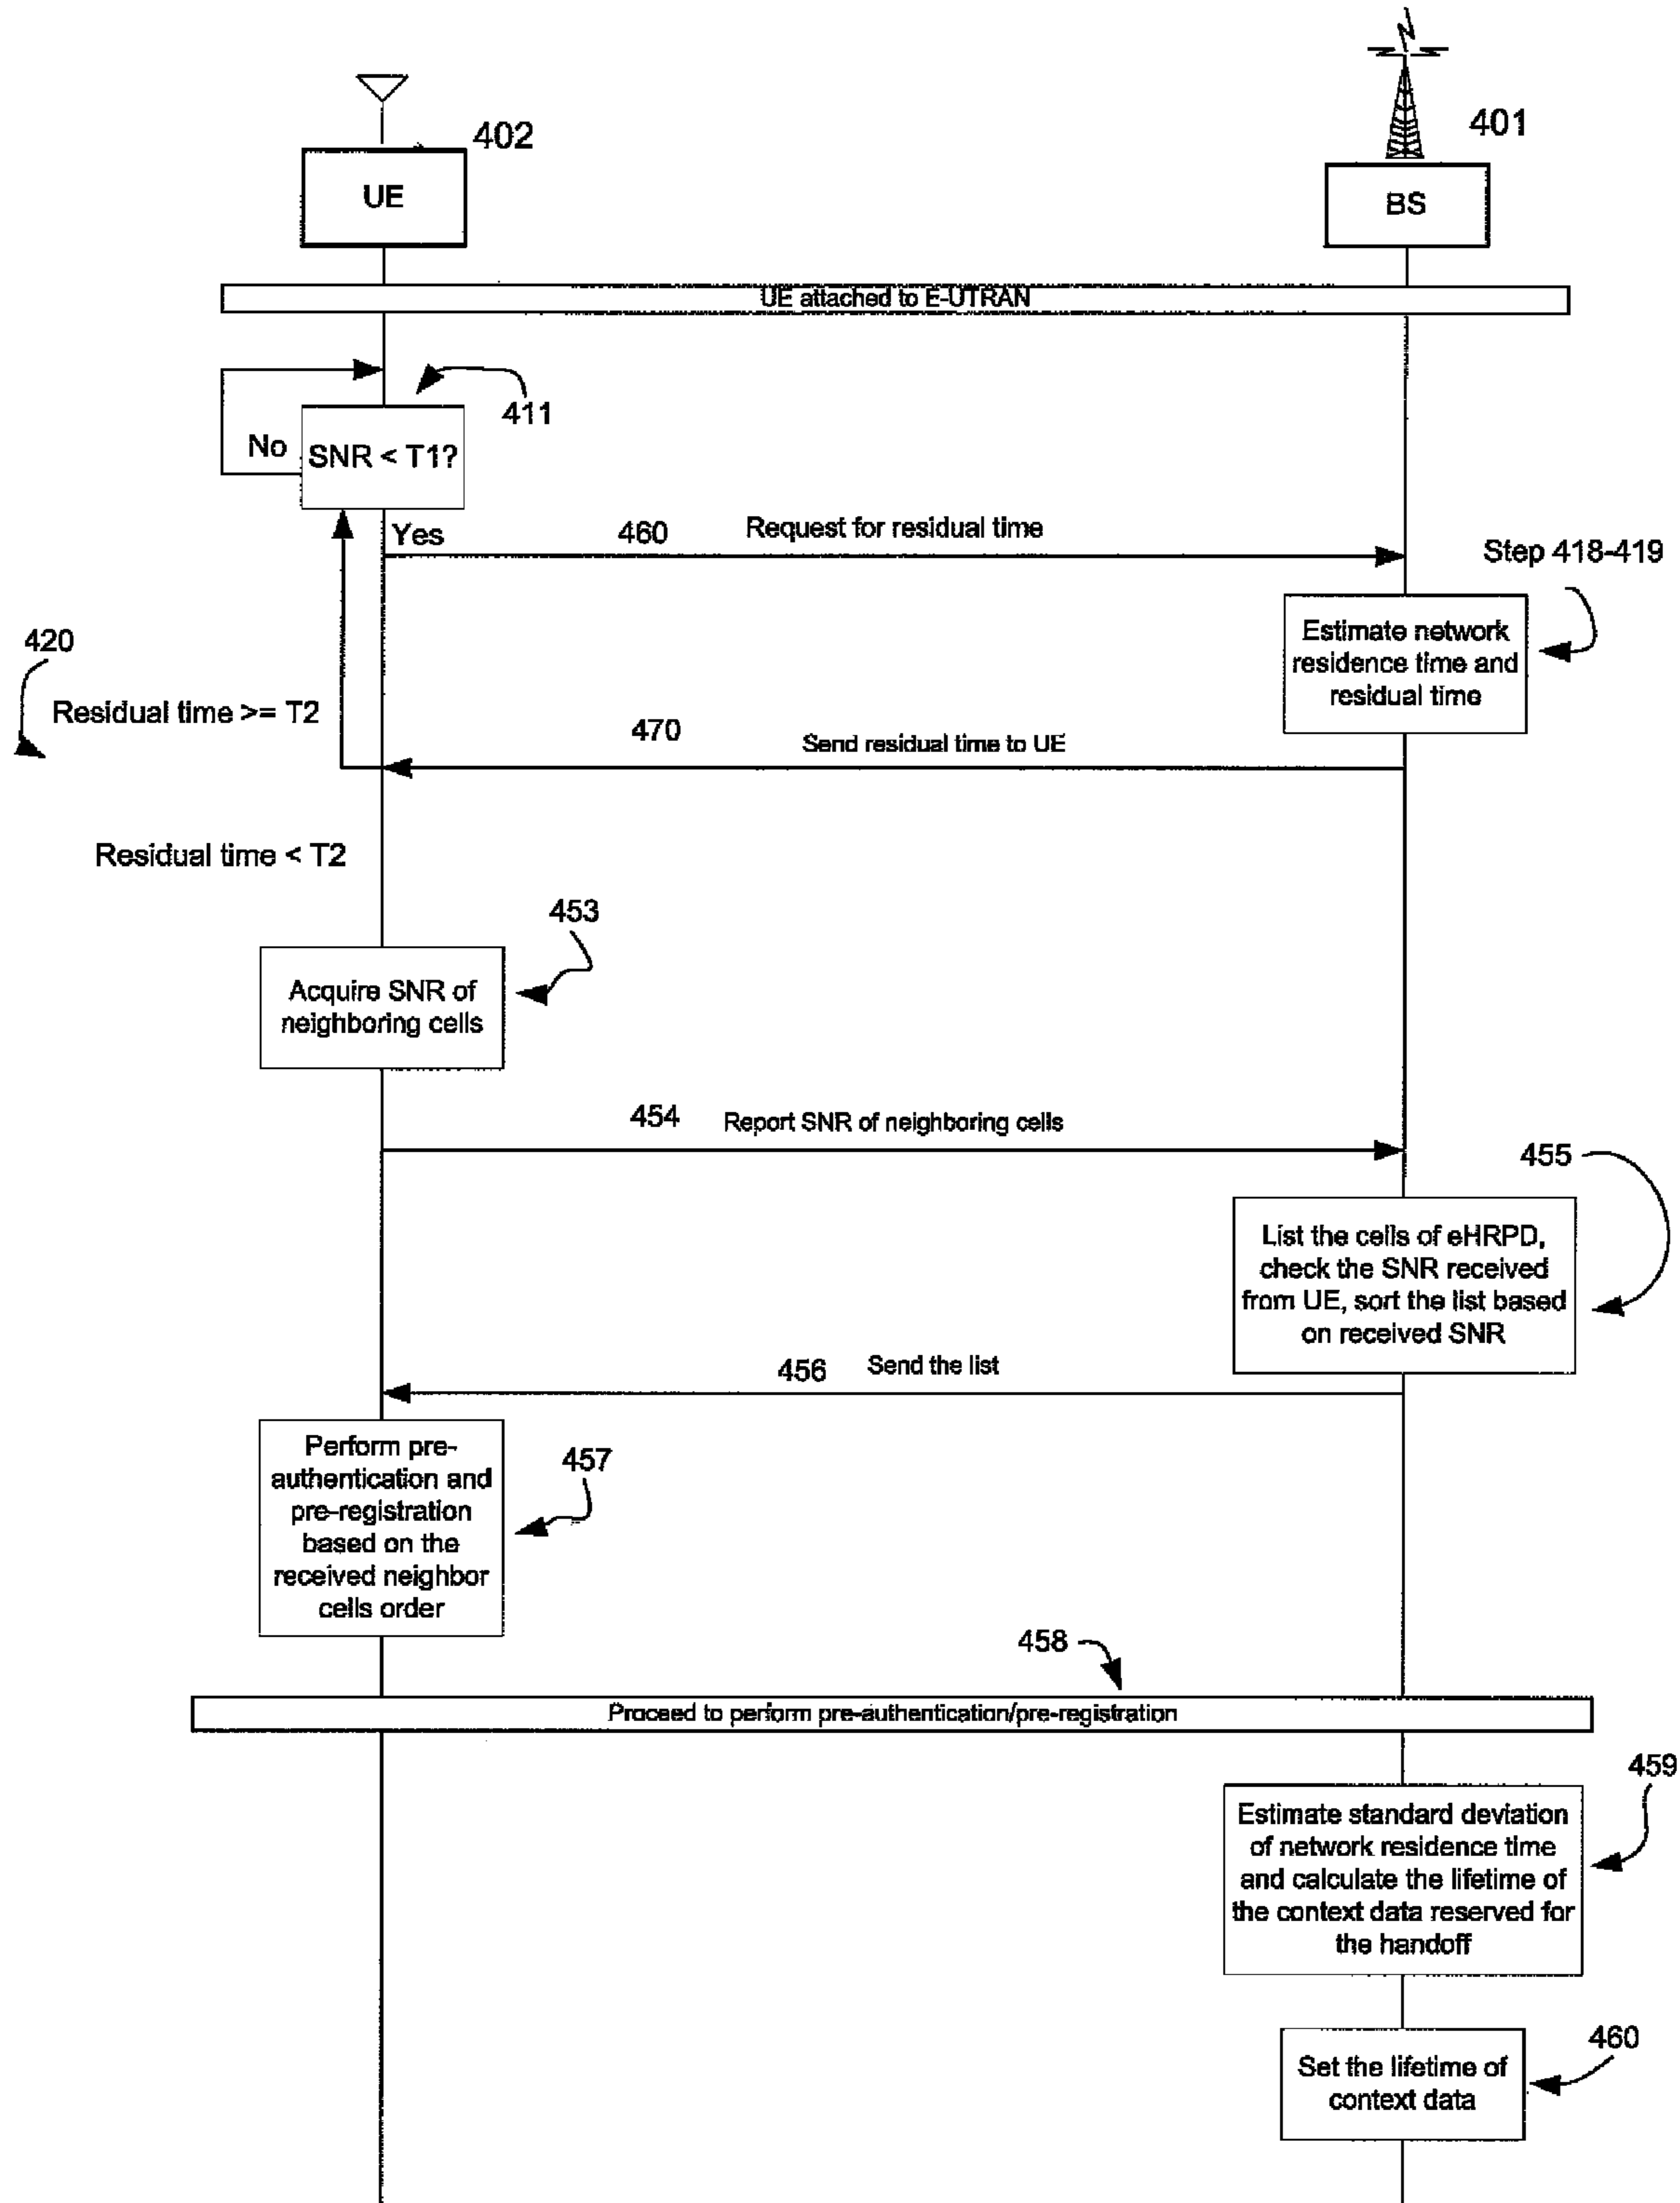 402
401
UE
BS
UE attached to E-UTRAN
411
No
SNR < T1?
Yes
460
Request for residual time
Step 418-419
Estimate network
residence time and
residual time
420
Residual time >= T2
470
Send residual time to UE
Residual time < T2
453
Acquire SNR of
neighboring cells
454
Report SNR of neighboring cells
455
List the cells of eHRPD,
check the SNR received
from UE, sort the list based
on received SNR
456
Send the list
Perform pre-
authentication and
pre-registration
based on the
received neighbor
cells order
457
458
Proceed to perform pre-authentication/pre-registration
459
Estimate standard deviation
of network residence time
and calculate the lifetime of
the context data reserved for
the handoff
460
Set the lifetime of
context data